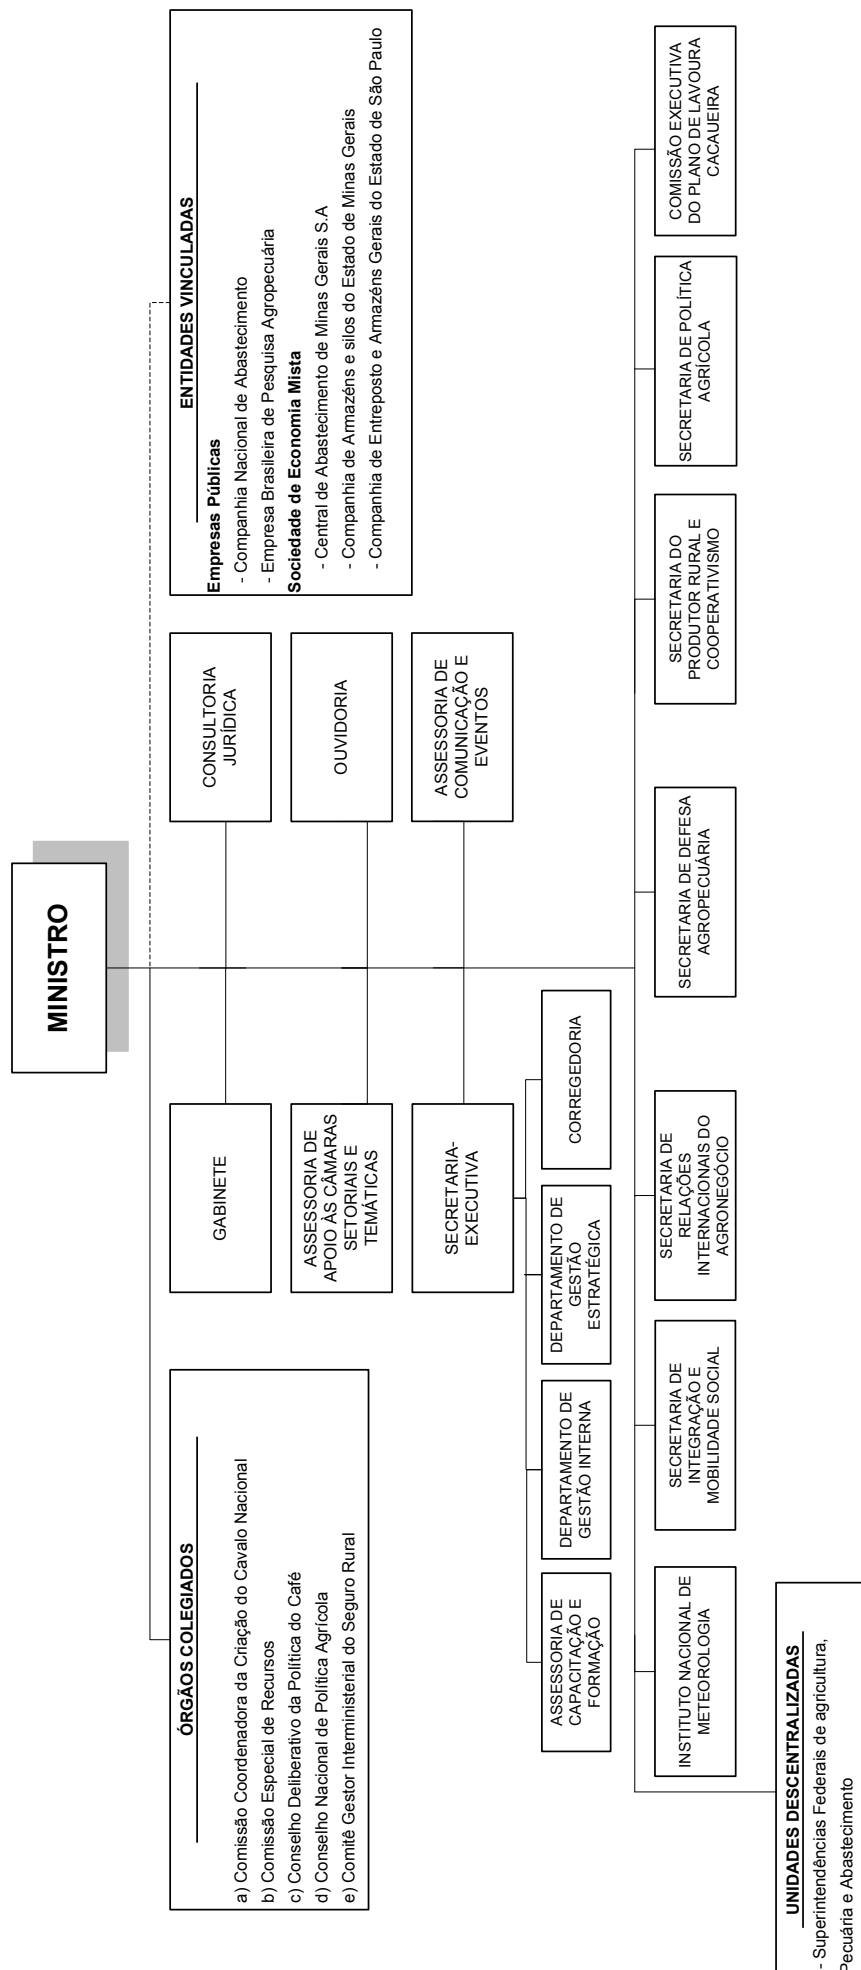 MINISTRO
ÓRGÃOS COLEGIADOS
a) Comissão Coordenadora da Criação do Cavalo Nacional
b) Comissão Especial de Recursos
c) Conselho Deliberativo da Política do Café
d) Conselho Nacional de Política Agrícola
e) Comitê Gestor Interministerial do Seguro Rural
GABINETE
CONSULTORIA
JURÍDICA
ENTIDADES VINCULADAS
Empresas Públicas
- Companhia Nacional de Abastecimento
- Empresa Brasileira de Pesquisa Agropecuária
Sociedade de Economia Mista
- Central de Abastecimento de Minas Gerais S.A
- Companhia de Armazéns e silos do Estado de Minas Gerais
- Companhia de Entreposto e Armazéns Gerais do Estado de São Paulo
ASSESSORIA DE
APOIO ÀS CÂMARAS
SETORIAIS E
TEMÁTICAS
OUVIDORIA
SECRETARIA-
EXECUTIVA
ASSESSORIA DE
COMUNICAÇÃO E
EVENTOS
ASSESSORIA DE
CAPACITAÇÃO E
FORMAÇÃO
DEPARTAMENTO DE
GESTÃO INTERNA
DEPARTAMENTO DE
GESTÃO
ESTRATÉGICA
CORREGEDORIA
INSTITUTO NACIONAL DE
METEOROLOGIA
SECRETARIA DE
INTEGRAÇÃO E
MOBILIDADE SOCIAL
SECRETARIA DE
RELAÇÕES
INTERNACIONAIS DO
AGRONEGÓCIO
SECRETARIA DE DEFESA
AGROPECUÁRIA
SECRETARIA DO
PRODUTOR RURAL E
COOPERATIVISMO
SECRETARIA DE POLÍTICA
AGRÍCOLA
COMISSÃO EXECUTIVA
DO PLANO DE LAVOURA
CACAUEIRA
UNIDADES DESCENTRALIZADAS
- Superintendências Federais de agricultura,
Pecuária e Abastecimento